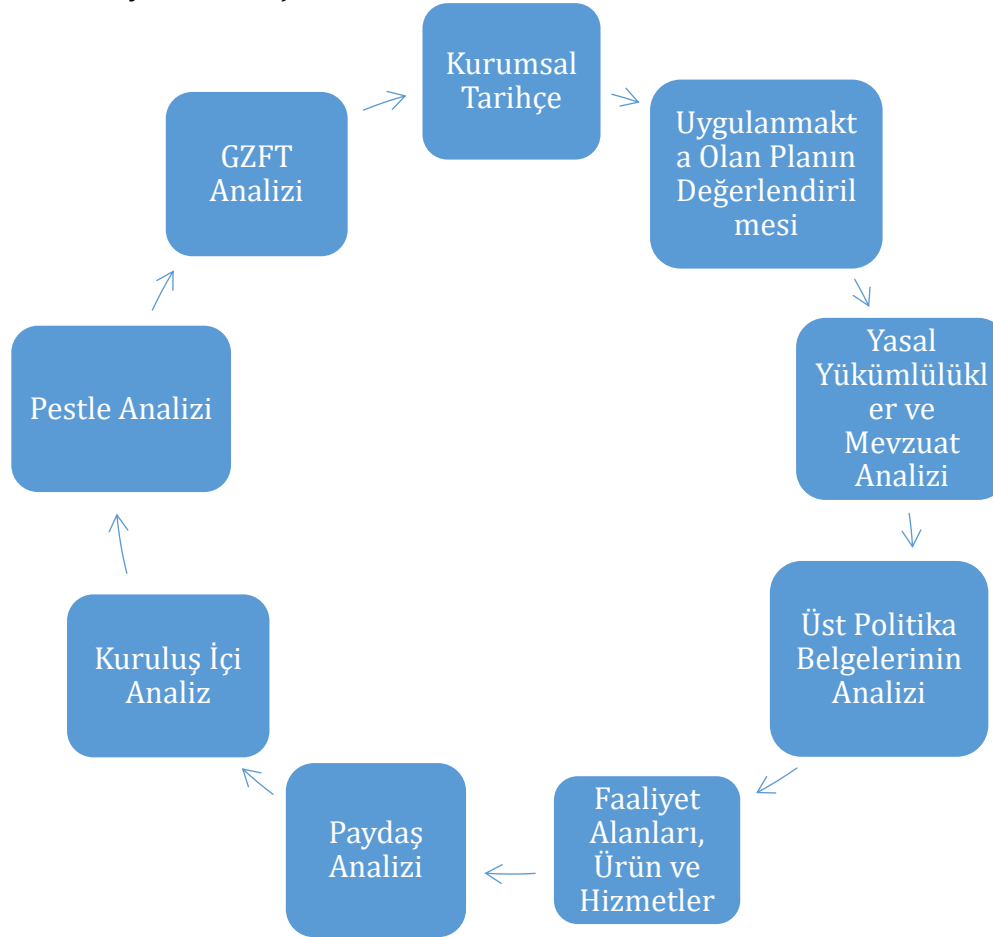 Kurumsal
Tarihçe
Uygulanmakt
a Olan Planın
Değerlendiril
mesi
Yasal
Yükümlülükl
er ve
Mevzuat
Analizi
Üst Politika
Belgelerinin
Analizi
Faaliyet
Alanları,
Ürün ve
Hizmetler
Paydaş
Analizi
Kuruluş İçi
Analiz
Pestle Analizi
GZFT
Analizi